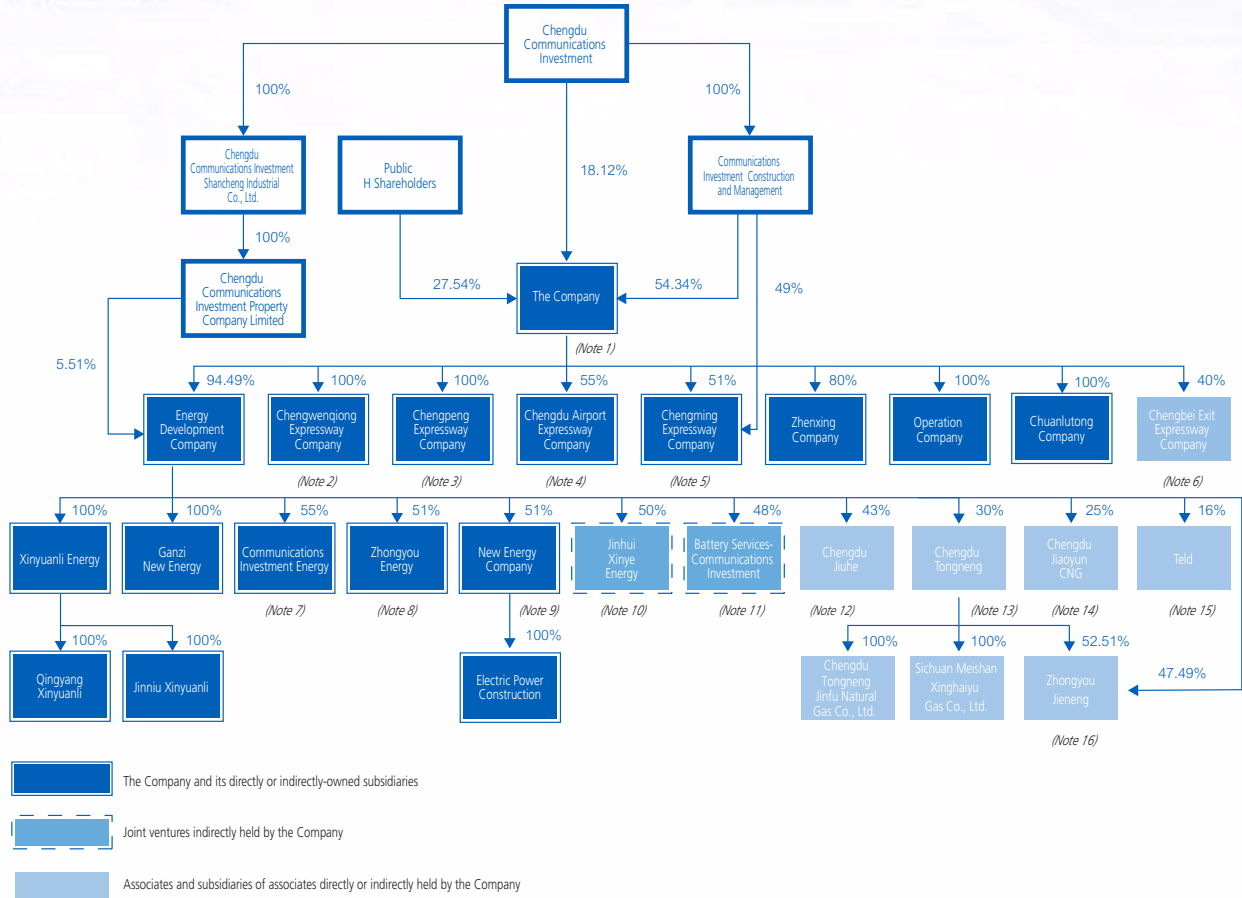 Chengdu
Communications
Investment
100%
100%
Chengdu
Communications Investment
Shancheng Industrial
Co., Ltd.
Public
H Shareholders
18.12%
Communications
Investment Construction
and Management
100%
Chengdu
Communications
Investment Property
Company Limited
27.54%
The Company
54.34%
49%
(Note 1)
5.51%
94.49%
100%
100%
55%
51%
80%
100%
100%
40%
Energy
Development
Company
Chengwenqiong
Expressway
Company
Chengpeng
Expressway
Company
Chengdu Airport
Expressway
Company
Chengming
Expressway
Company
Zhenxing
Company
Operation
Company
Chuanlutong
Company
Chengbei Exit
Expressway
Company
(Note 2)
(Note 3)
(Note 4)
(Note 5)
(Note 6)
100%
100%
55%
51%
51%
50%
48%
43%
30%
25%
16%
Xinyuanli Energy
Ganzi
New Energy
Communications
Investment Energy
Zhongyou
Energy
New Energy
Company
Jinhui
Xinye
Energy
Battery Services-
Communications
Investment
Chengdu
Jiuhe
Chengdu
Tongneng
Chengdu
Jiaoyun
CNG
Teld
(Note 7)
(Note 8)
(Note 9)
(Note 10)
(Note 11)
(Note 12)
(Note 13)
(Note 14)
(Note 15)
100%
100%
100%
100%
100%
52.51%
Qingyang
Xinyuanli
Jinniu Xinyuanli
Electric Power
Construction
Chengdu
Tongneng
Jinfu Natural
Gas Co., Ltd.
Sichuan Meishan
Xinghaiyu
Gas Co., Ltd.
Zhongyou
Jieneng
47.49%
(Note 16)
The Company and its directly or indirectly-owned subsidiaries
Joint ventures indirectly held by the Company
Associates and subsidiaries of associates directly or indirectly held by the Company